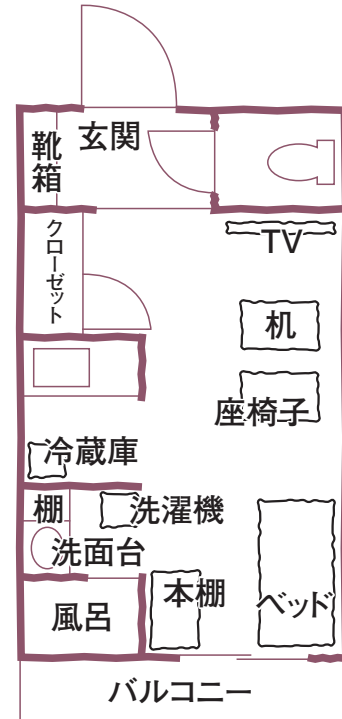 玄関
靴箱
クローゼット
TV
机
座椅子
冷蔵庫
棚
洗濯機
洗面台
本棚
ベッド
風呂
バルコニー